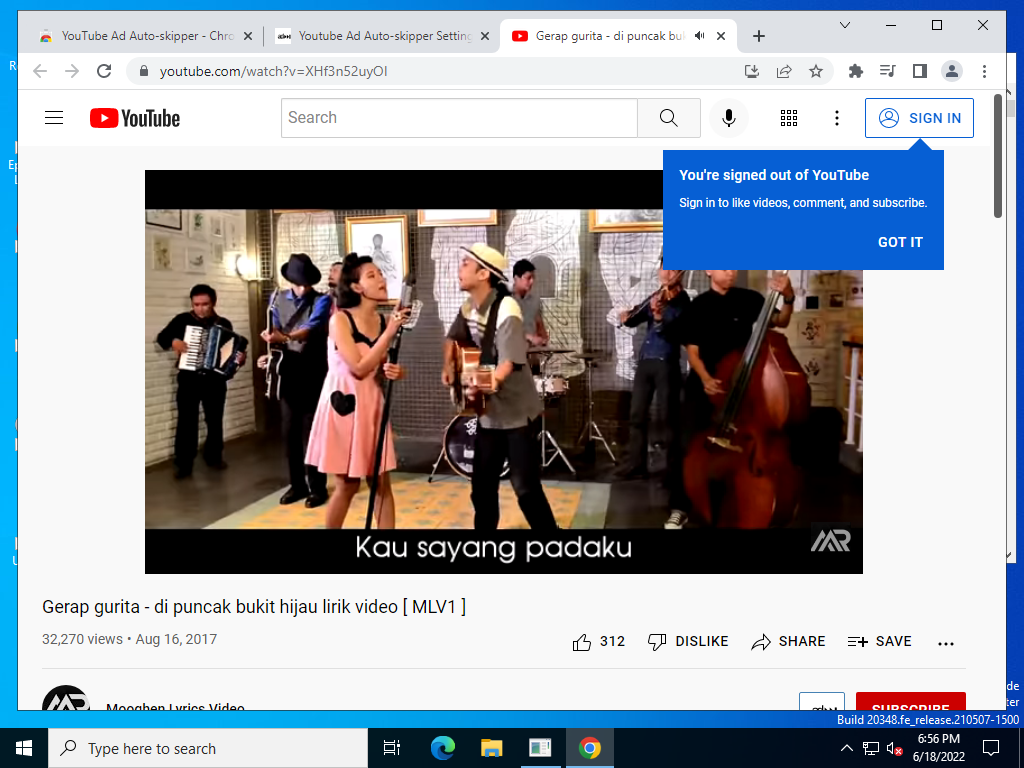 YouTube Ad Auto-skipper - Chro
Youtube Ad Auto-skipper Setting
Gerap gurita - di puncak buk
youtube.com/watch?v=XHf3n52uyOI
YouTube
Search
SIGN IN
You're signed out of YouTube
Sign in to like videos, comment, and subscribe.
GOT IT
Kau sayang padaku
MR
Gerap gurita - di puncak bukit hijau lirik video [ MLV1 ]
32,270 views • Aug 16, 2017
312
DISLIKE
SHARE
SAVE
Mooghen Lyrics Video
SUBSCRIBE
Build 20348.fe_release.210507-1500
Type here to search
6:56 PM
6/18/2022